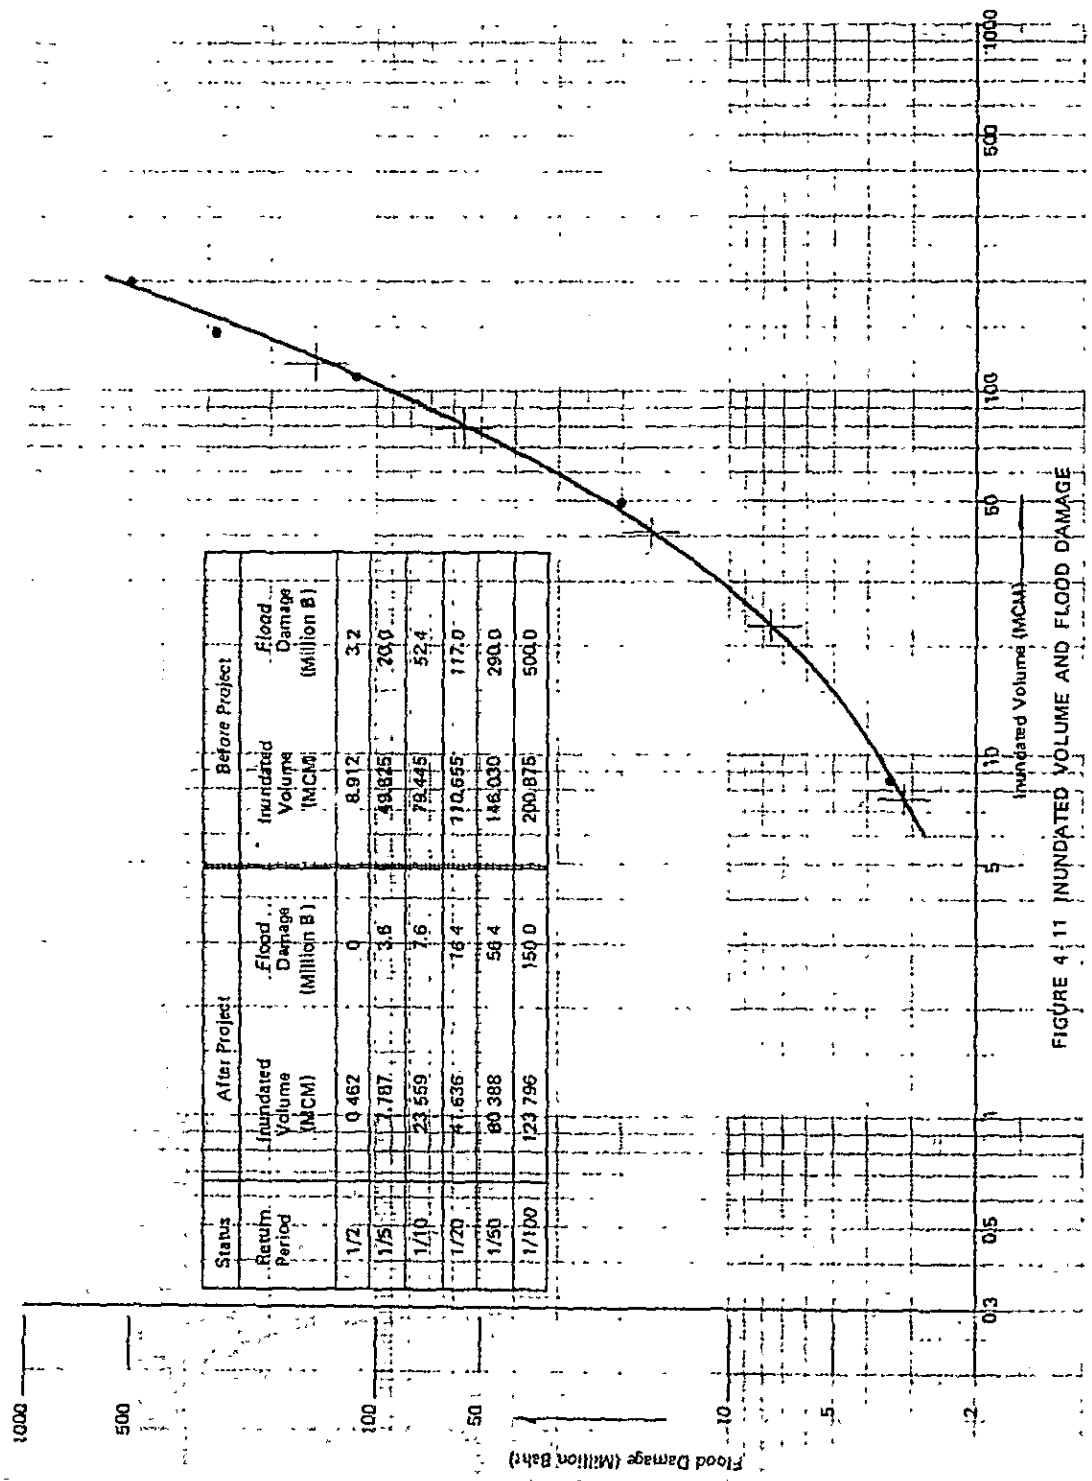 1000
500
100
50
10
5
2
Flood Damage (Million Baht)
Status After Project Before Project
Return Period Inundated Volume (MCM) Flood Damage (Million B) Inundated Volume (MCM) Flood Damage (Million B)
1/2 0.462 0 8.912 3.2
1/5 7.787 3.6 49.825 20.0
1/10 23.559 7.6 79.445 52.4
1/20 41.636 16.4 110.655 117.0
1/50 80.388 56.4 146.030 290.0
1/100 123.796 150.0 200.875 500.0
0.3 0.5 1 5 10 50 100 500 1000
Inundated Volume (MCM)
FIGURE 4.11 INUNDATED VOLUME AND FLOOD DAMAGE